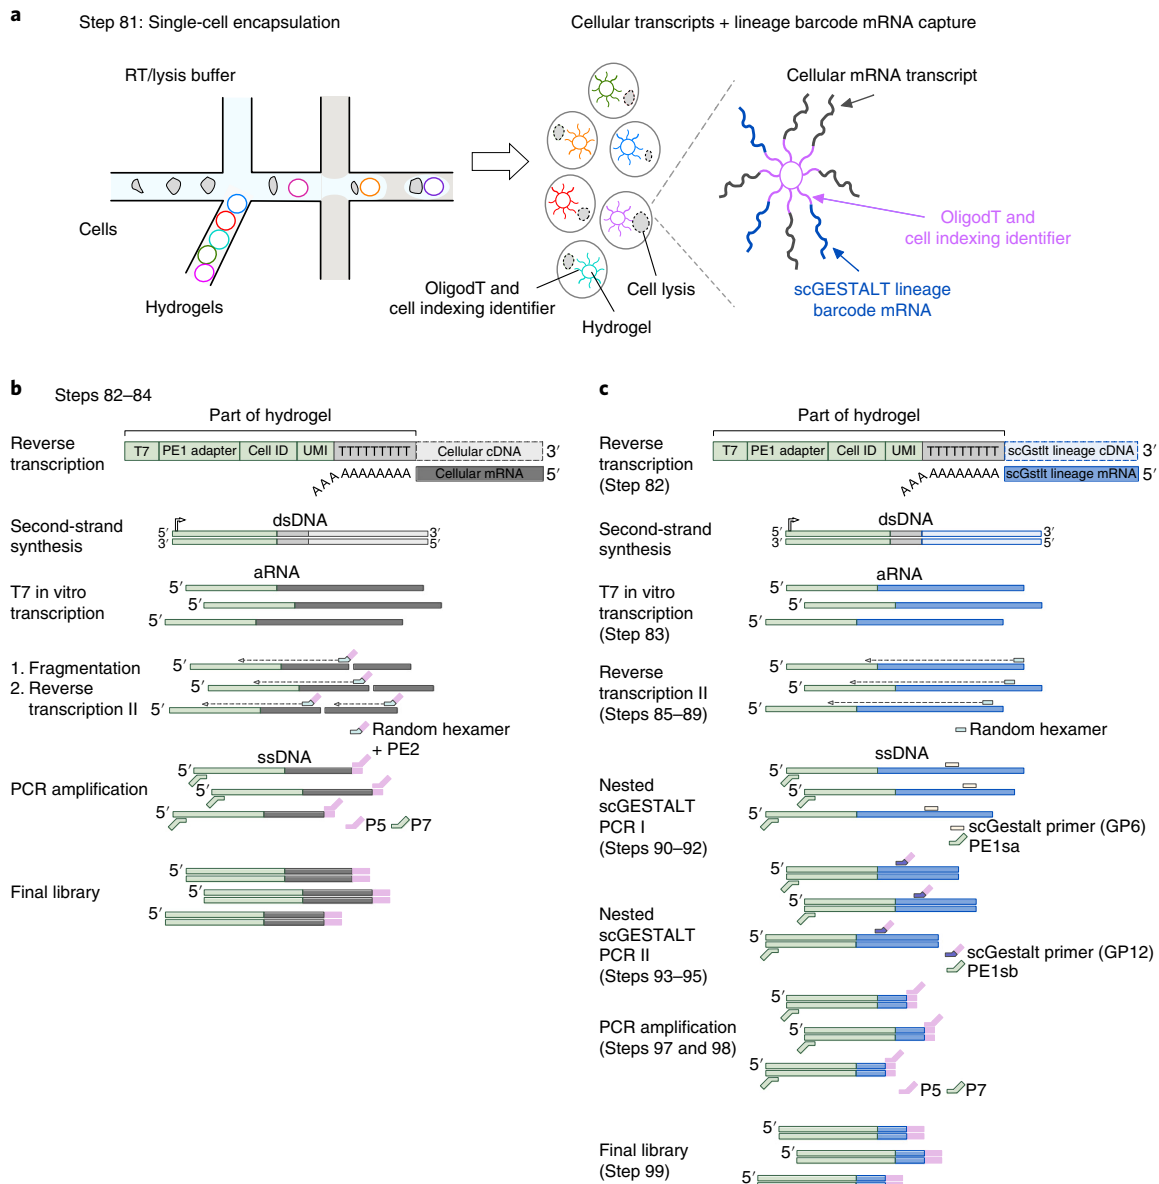 a
Step 81: Single-cell encapsulation
Cellular transcripts + lineage barcode mRNA capture
RT/lysis buffer
Cellular mRNA transcript
Cells
Hydrogels
OligodT and
cell indexing identifier
Cell lysis
Hydrogel
OligodT and
cell indexing identifier
scGESTALT lineage
barcode mRNA
b
Steps 82–84
Part of hydrogel
Reverse
transcription
T7
PE1 adapter
Cell ID
UMI
TTTTTTTTT
Cellular cDNA
3′
AAAAAAAAAAA
Cellular mRNA
5′
Second-strand
synthesis
dsDNA
5′
3′
3′
5′
T7 in vitro
transcription
aRNA
5′
5′
5′
1. Fragmentation
2. Reverse
transcription II
5′
5′
5′
Random hexamer
+ PE2
PCR amplification
ssDNA
5′
5′
5′
P5
P7
Final library
5′
5′
5′
c
Part of hydrogel
Reverse
transcription
(Step 82)
T7
PE1 adapter
Cell ID
UMI
TTTTTTTTT
scGstlt lineage cDNA
3′
AAAAAAAAAAA
scGstlt lineage mRNA
5′
Second-strand
synthesis
dsDNA
5′
3′
3′
5′
T7 in vitro
transcription
(Step 83)
aRNA
5′
5′
5′
Reverse
transcription II
(Steps 85–89)
5′
5′
5′
Random hexamer
Nested
scGESTALT
PCR I
(Steps 90–92)
ssDNA
5′
5′
5′
scGestalt primer (GP6)
PE1sa
Nested
scGESTALT
PCR II
(Steps 93–95)
5′
5′
5′
scGestalt primer (GP12)
PE1sb
PCR amplification
(Steps 97 and 98)
5′
5′
5′
P5
P7
Final library
(Step 99)
5′
5′
5′